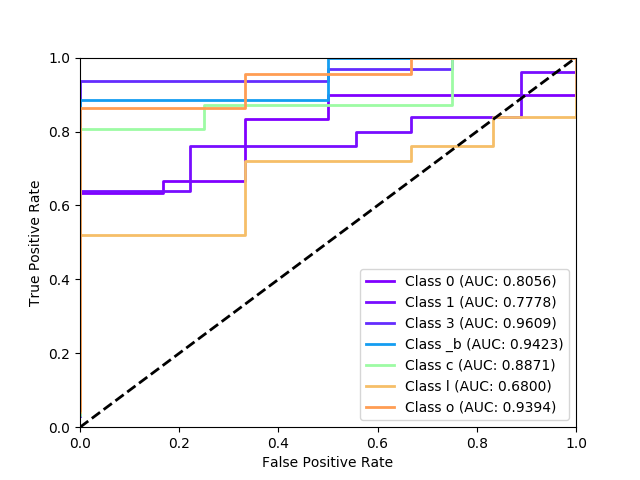 1.0
0.8
0.6
0.4
0.2
0.0
True Positive Rate
Class 0 (AUC: 0.8056)
Class 1 (AUC: 0.7778)
Class 3 (AUC: 0.9609)
Class _b (AUC: 0.9423)
Class c (AUC: 0.8871)
Class l (AUC: 0.6800)
Class o (AUC: 0.9394)
0.0 0.2 0.4 0.6 0.8 1.0
False Positive Rate